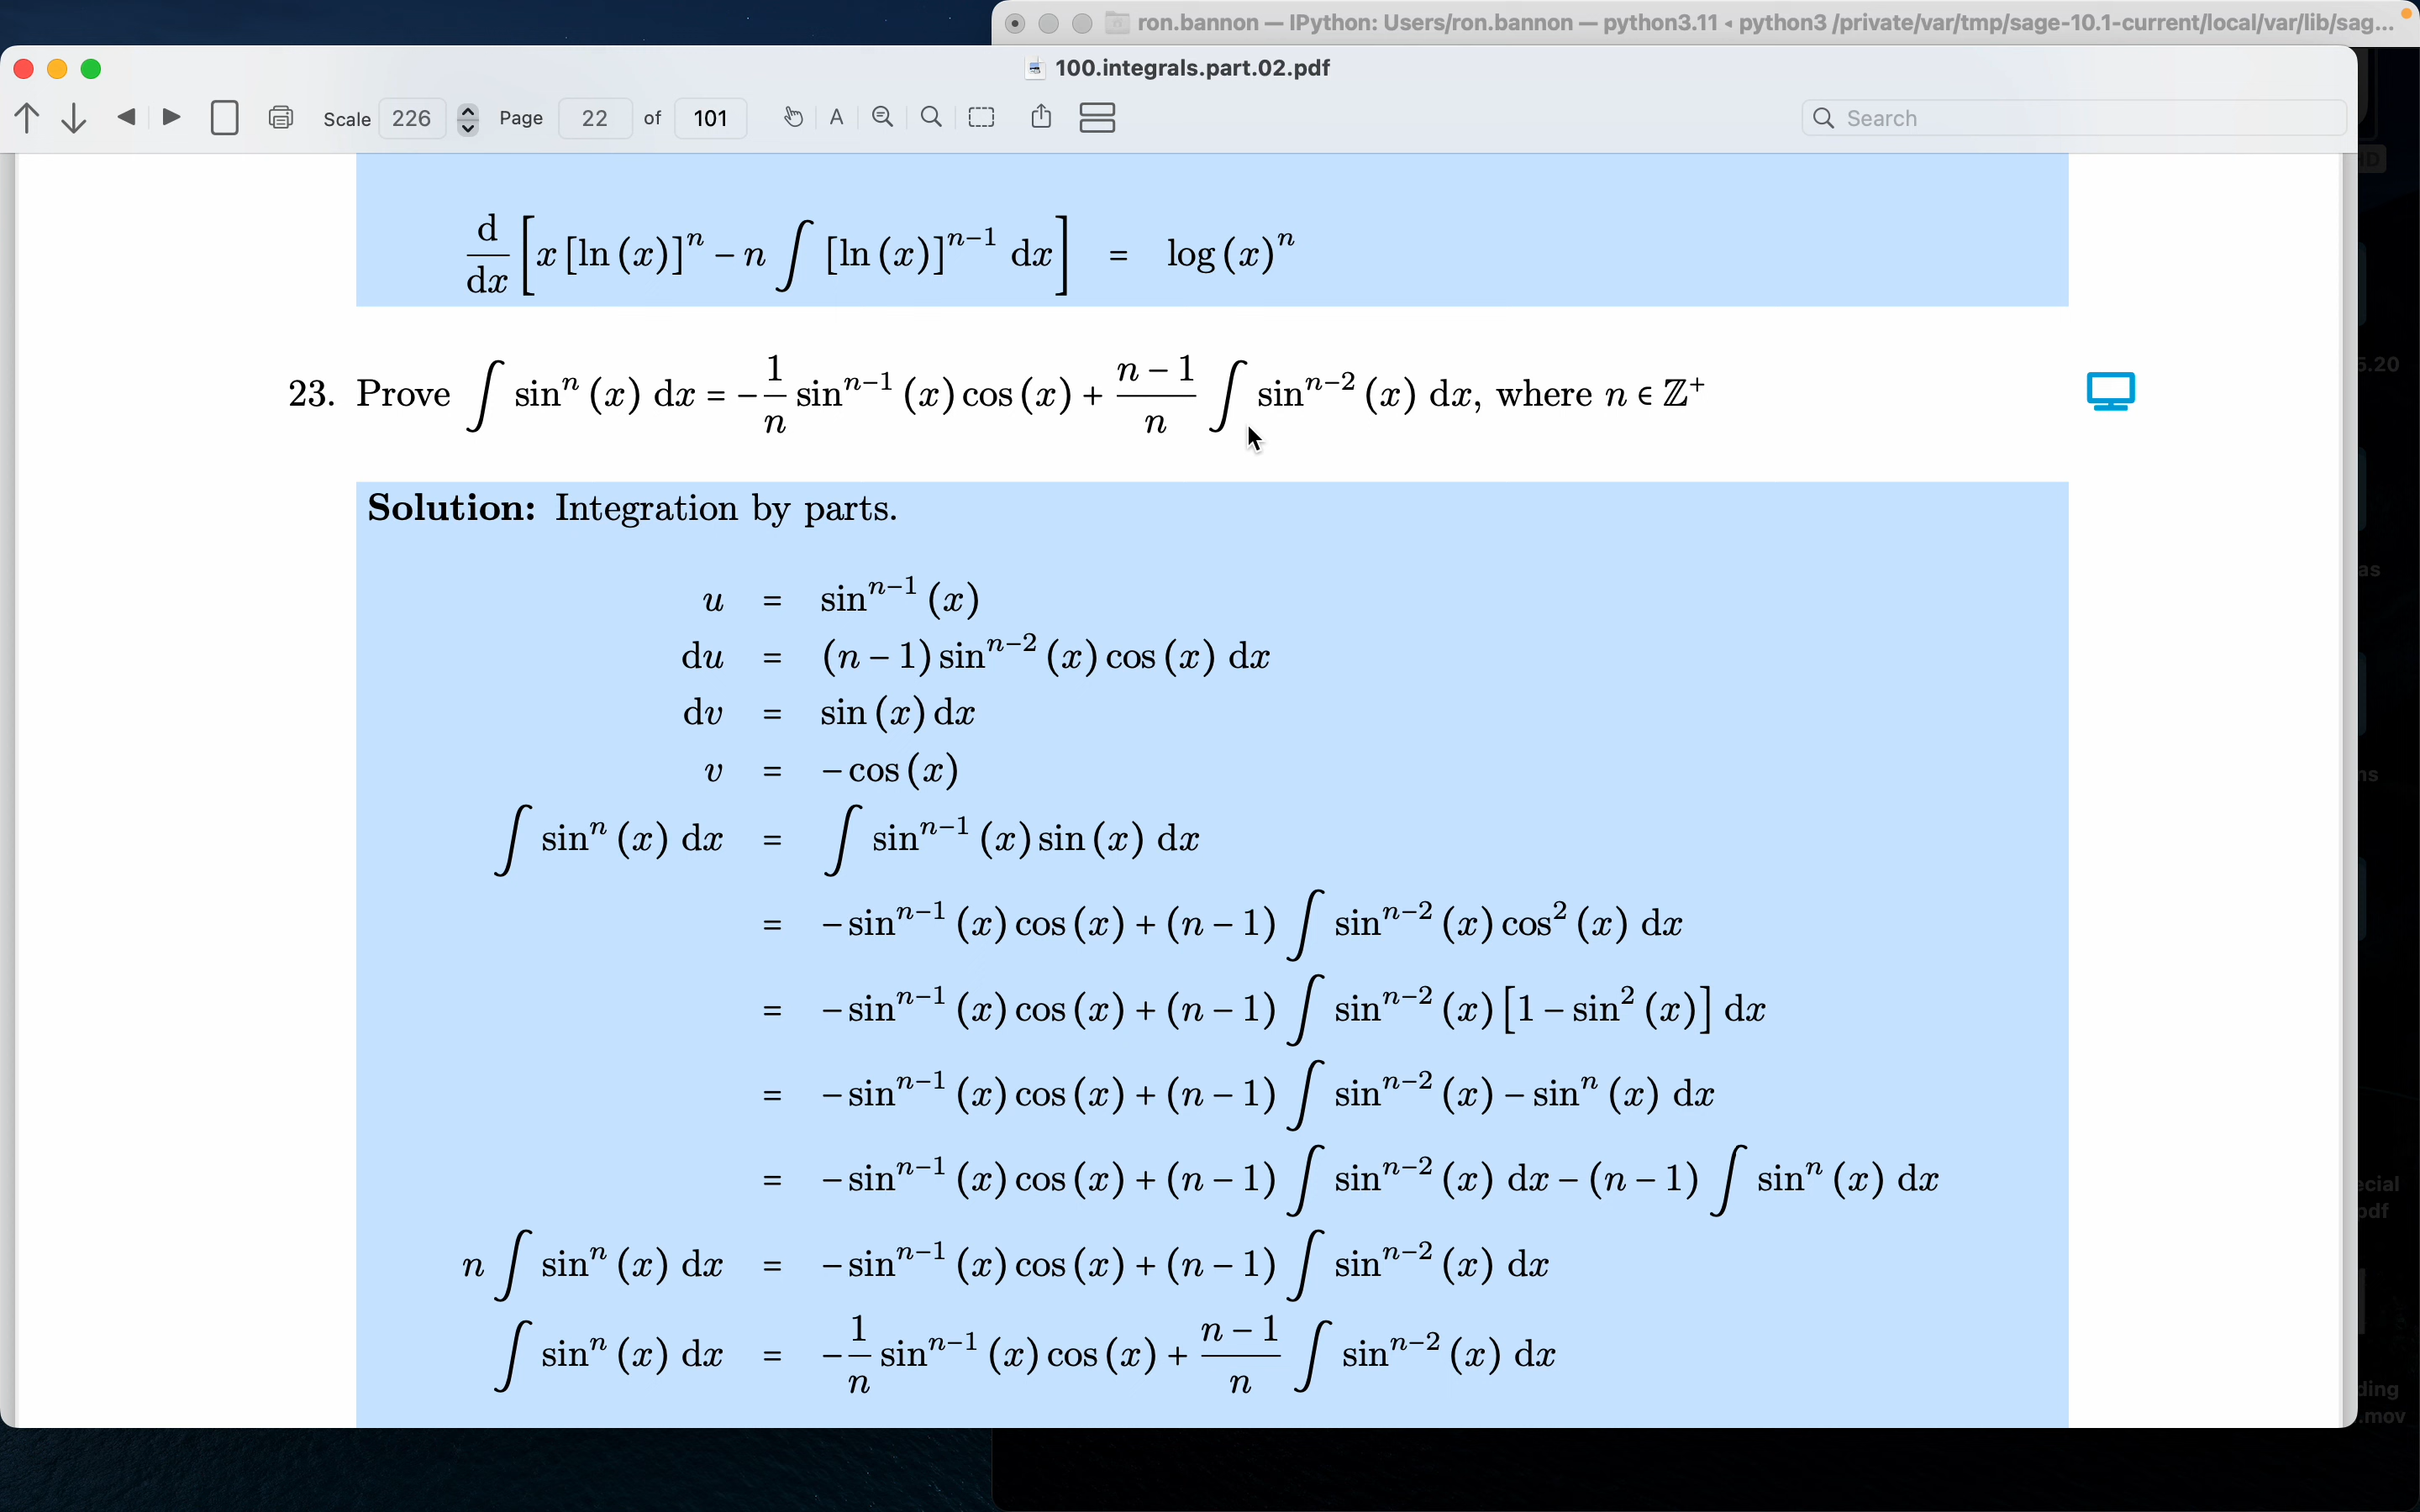 ron.bannon — IPython: Users/ron.bannon — python3.11 ◂ python3 /private/var/tmp/sage-10.1-current/local/var/lib/sag...
100.integrals.part.02.pdf
Scale 226 Page 22 of 101 A Search
d/dx [x [ln (x)]^n − n ∫ [ln (x)]^{n−1} dx] = log (x)^n
23. Prove ∫ sin^n (x) dx = −1/n sin^{n−1} (x) cos (x) + (n − 1)/n ∫ sin^{n−2} (x) dx, where n ∈ ℤ⁺
Solution: Integration by parts.
u = sin^{n−1} (x)
du = (n − 1) sin^{n−2} (x) cos (x) dx
dv = sin (x) dx
v = − cos (x)
∫ sin^n (x) dx = ∫ sin^{n−1} (x) sin (x) dx
= − sin^{n−1} (x) cos (x) + (n − 1) ∫ sin^{n−2} (x) cos² (x) dx
= − sin^{n−1} (x) cos (x) + (n − 1) ∫ sin^{n−2} (x) [1 − sin² (x)] dx
= − sin^{n−1} (x) cos (x) + (n − 1) ∫ sin^{n−2} (x) − sin^n (x) dx
= − sin^{n−1} (x) cos (x) + (n − 1) ∫ sin^{n−2} (x) dx − (n − 1) ∫ sin^n (x) dx
n ∫ sin^n (x) dx = − sin^{n−1} (x) cos (x) + (n − 1) ∫ sin^{n−2} (x) dx
∫ sin^n (x) dx = −1/n sin^{n−1} (x) cos (x) + (n − 1)/n ∫ sin^{n−2} (x) dx